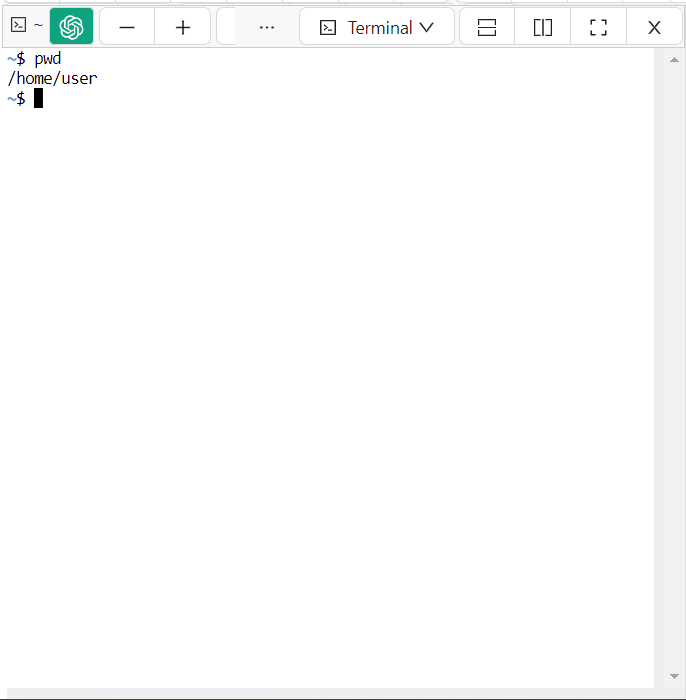 ~ ... Terminal X
~$ pwd
/home/user
~$